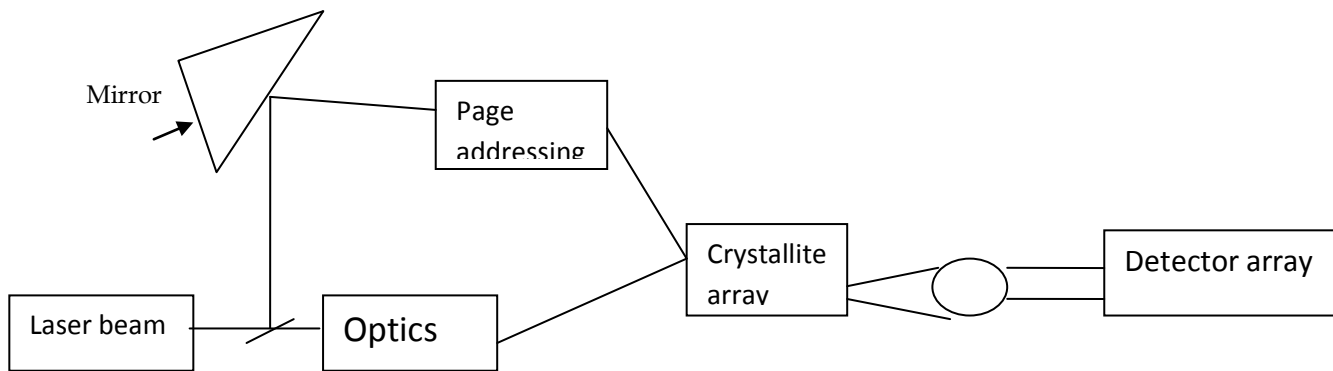 Mirror
Page
addressing
Crystallite
array
Detector array
Laser beam
Optics